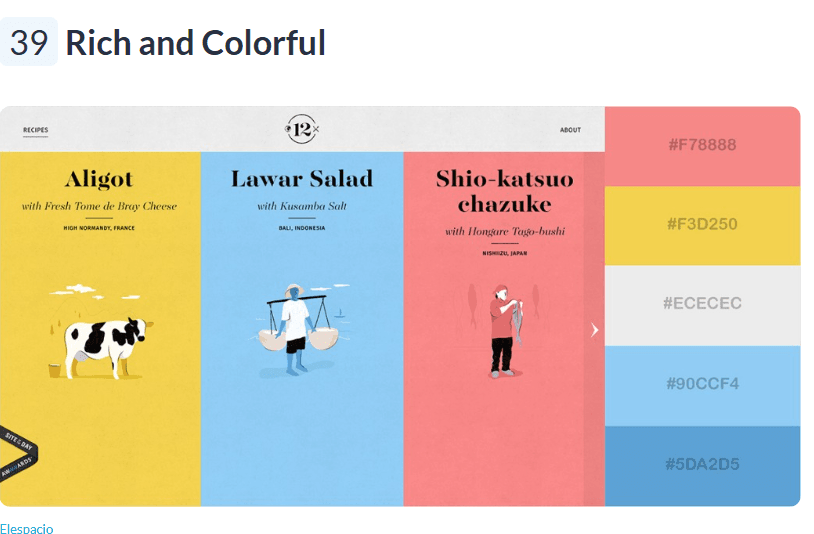 39 Rich and Colorful
RECIPES
12
ABOUT
Aligot
with Fresh Tome de Bray Cheese
HIGH NORMANDY, FRANCE
Lawar Salad
with Kusamba Salt
BALI, INDONESIA
Shio-katsuo
chazuke
with Hongare Tago-bushi
NISHIIZU, JAPAN
#F78888
#F3D250
#ECECEC
#90CCF4
#5DA2D5
SITE of DAY
AWWWARDS
Elespacio